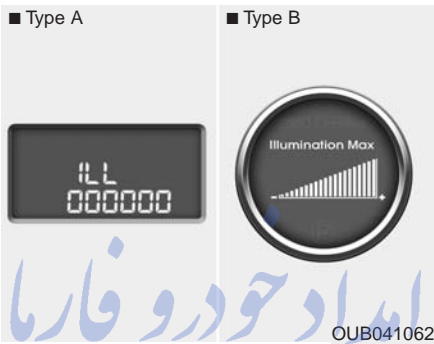 ■ Type A
■ Type B
ILL
000000
Illumination Max
- +
OUB041062
امداد خودرو فارما